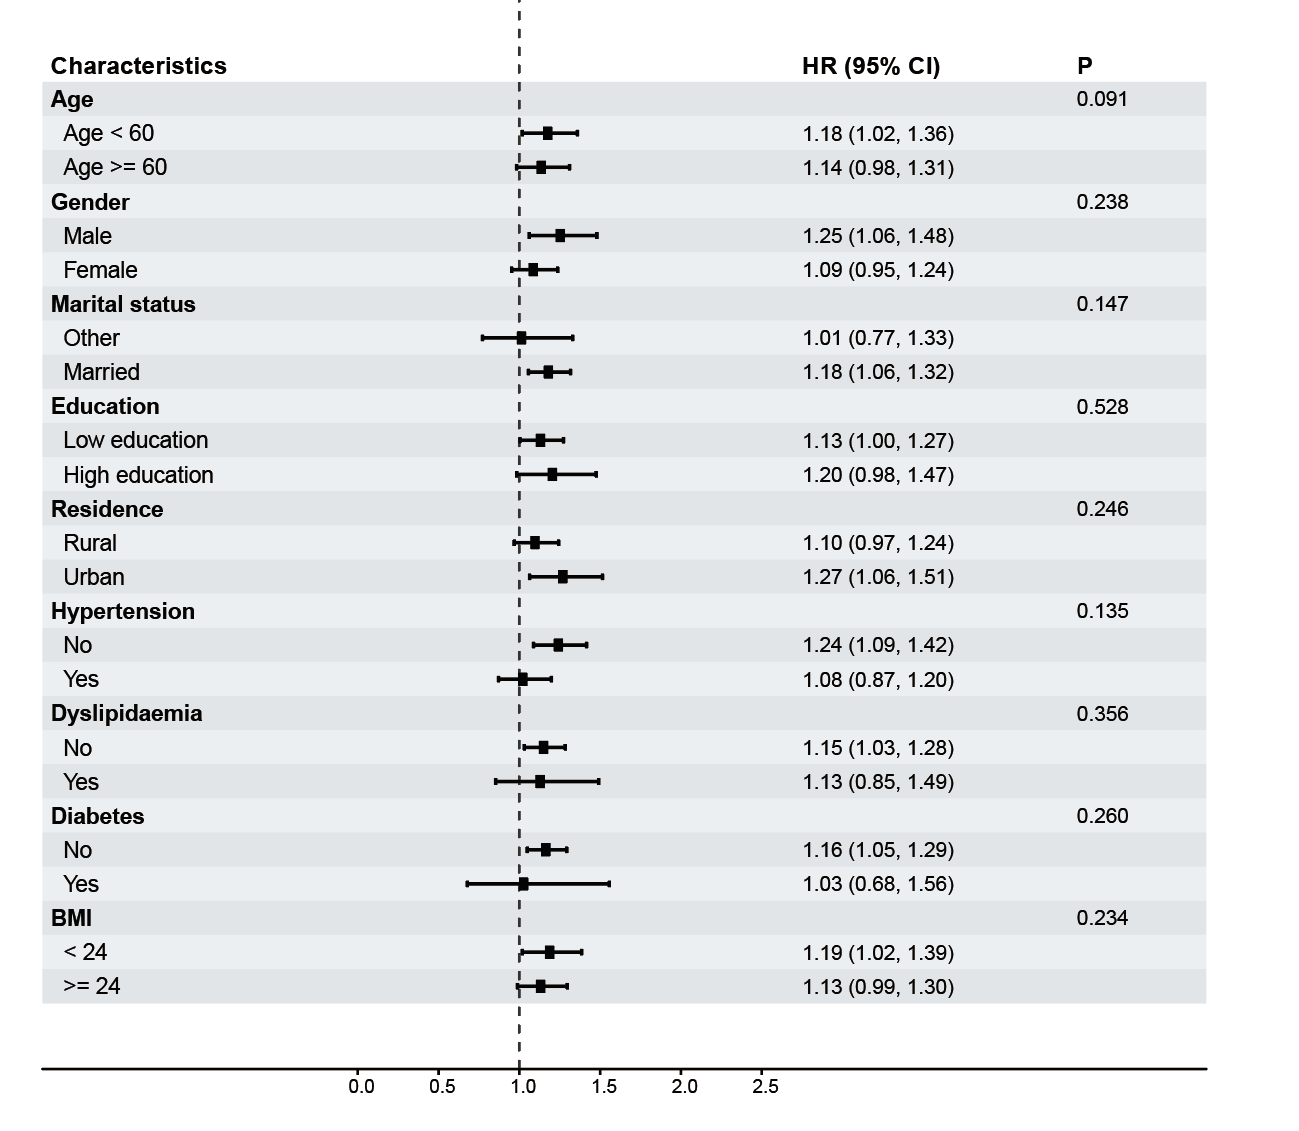 Characteristics HR (95% CI) P
Age 0.091
Age < 60 1.18 (1.02, 1.36)
Age >= 60 1.14 (0.98, 1.31)
Gender 0.238
Male 1.25 (1.06, 1.48)
Female 1.09 (0.95, 1.24)
Marital status 0.147
Other 1.01 (0.77, 1.33)
Married 1.18 (1.06, 1.32)
Education 0.528
Low education 1.13 (1.00, 1.27)
High education 1.20 (0.98, 1.47)
Residence 0.246
Rural 1.10 (0.97, 1.24)
Urban 1.27 (1.06, 1.51)
Hypertension 0.135
No 1.24 (1.09, 1.42)
Yes 1.08 (0.87, 1.20)
Dyslipidaemia 0.356
No 1.15 (1.03, 1.28)
Yes 1.13 (0.85, 1.49)
Diabetes 0.260
No 1.16 (1.05, 1.29)
Yes 1.03 (0.68, 1.56)
BMI 0.234
< 24 1.19 (1.02, 1.39)
>= 24 1.13 (0.99, 1.30)
0.0 0.5 1.0 1.5 2.0 2.5